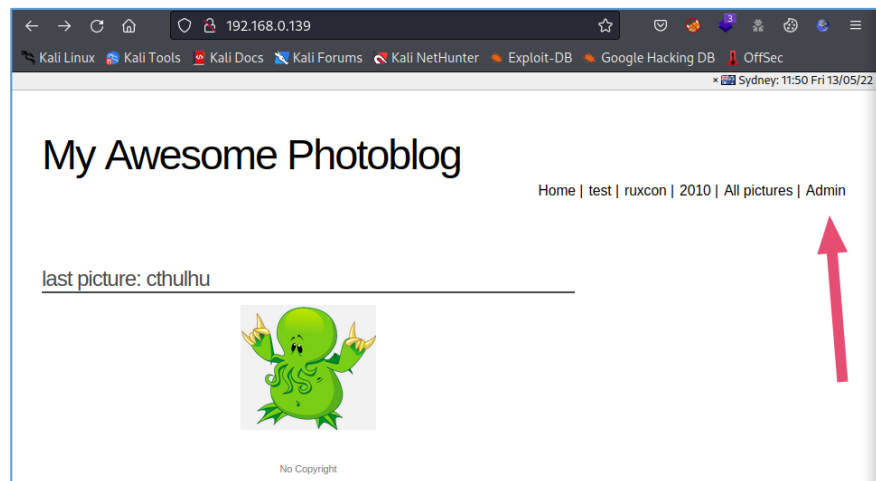 192.168.0.139
3
Kali Linux Kali Tools Kali Docs Kali Forums Kali NetHunter Exploit-DB Google Hacking DB OffSec
× Sydney: 11:50 Fri 13/05/22
My Awesome Photoblog
Home | test | ruxcon | 2010 | All pictures | Admin
last picture: cthulhu
No Copyright